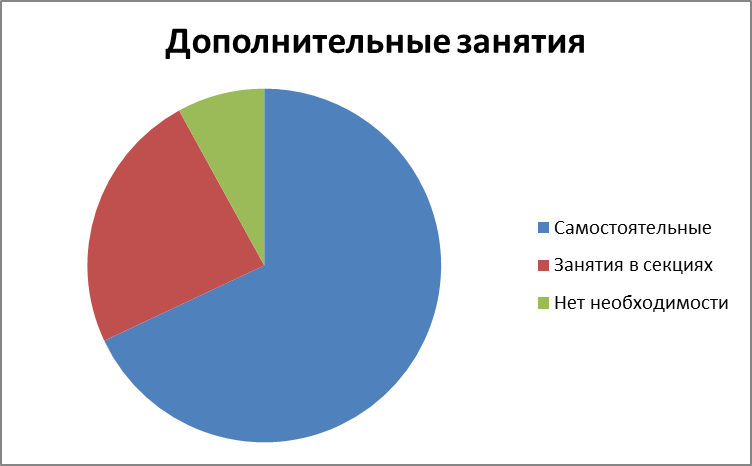 Дополнительные занятия
Самостоятельные
Занятия в секциях
Нет необходимости